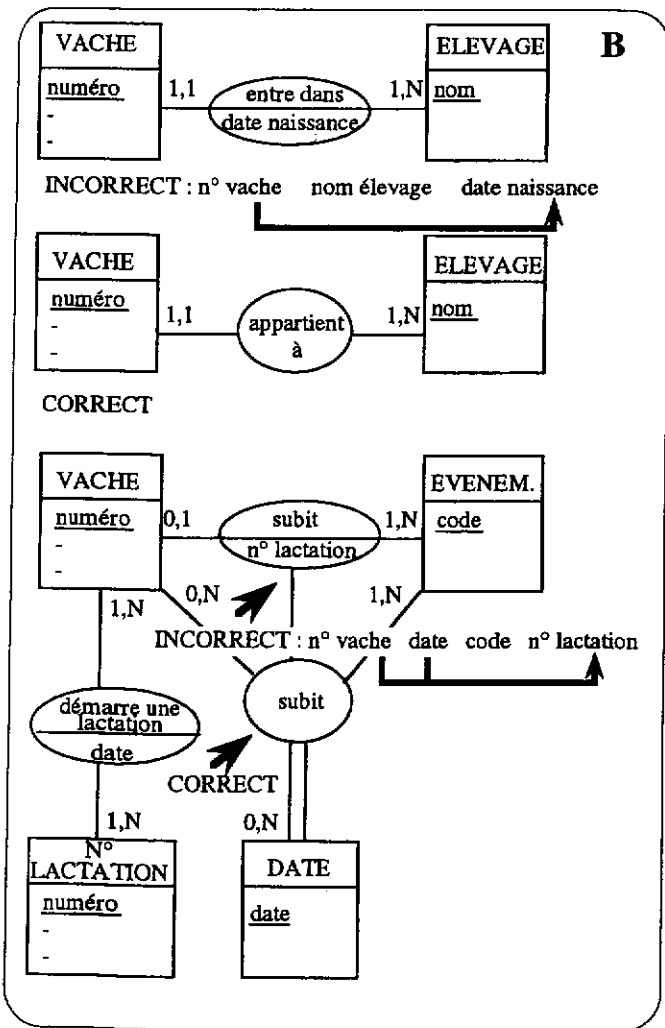 B
VACHE
ELEVAGE
numéro
1,1
entre dans
date naissance
1,N
nom
-
-
INCORRECT : n° vache nom élevage date naissance
VACHE
ELEVAGE
numéro
1,1
appartient
à
1,N
nom
-
-
CORRECT
VACHE
EVENEM.
numéro
0,1
subit
n° lactation
1,N
code
-
-
1,N
0,N
1,N
INCORRECT : n° vache date code n° lactation
démarre une
lactation
date
subit
CORRECT
1,N
0,N
N°
LACTATION
numéro
-
-
DATE
date